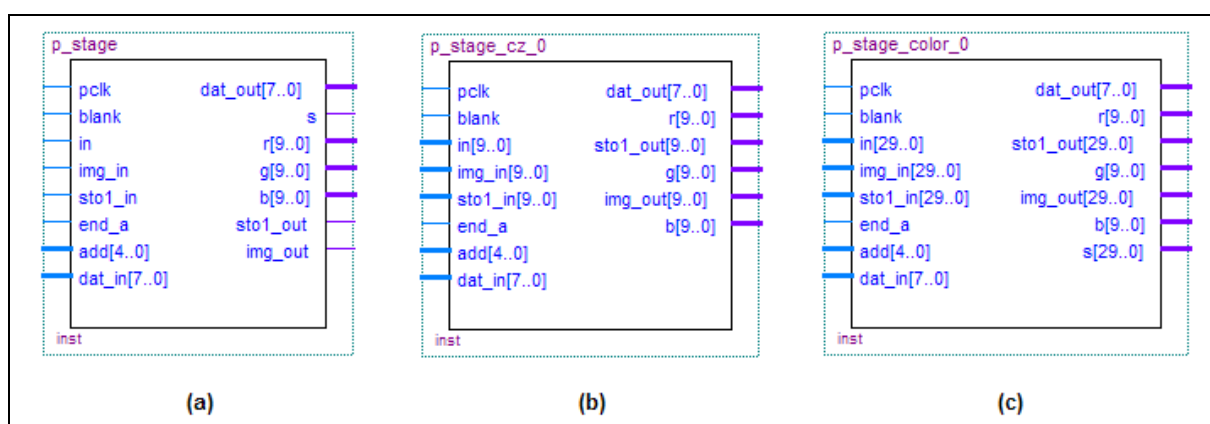 p_stage
pclk dat_out[7..0]
blank s
in r[9..0]
img_in g[9..0]
sto1_in b[9..0]
end_a sto1_out
add[4..0] img_out
dat_in[7..0]
inst
(a)
p_stage_cz_0
pclk dat_out[7..0]
blank r[9..0]
in[9..0] sto1_out[9..0]
img_in[9..0] g[9..0]
sto1_in[9..0] img_out[9..0]
end_a b[9..0]
add[4..0]
dat_in[7..0]
inst
(b)
p_stage_color_0
pclk dat_out[7..0]
blank r[9..0]
in[29..0] sto1_out[29..0]
img_in[29..0] g[9..0]
sto1_in[29..0] img_out[29..0]
end_a b[9..0]
add[4..0] s[29..0]
dat_in[7..0]
inst
(c)